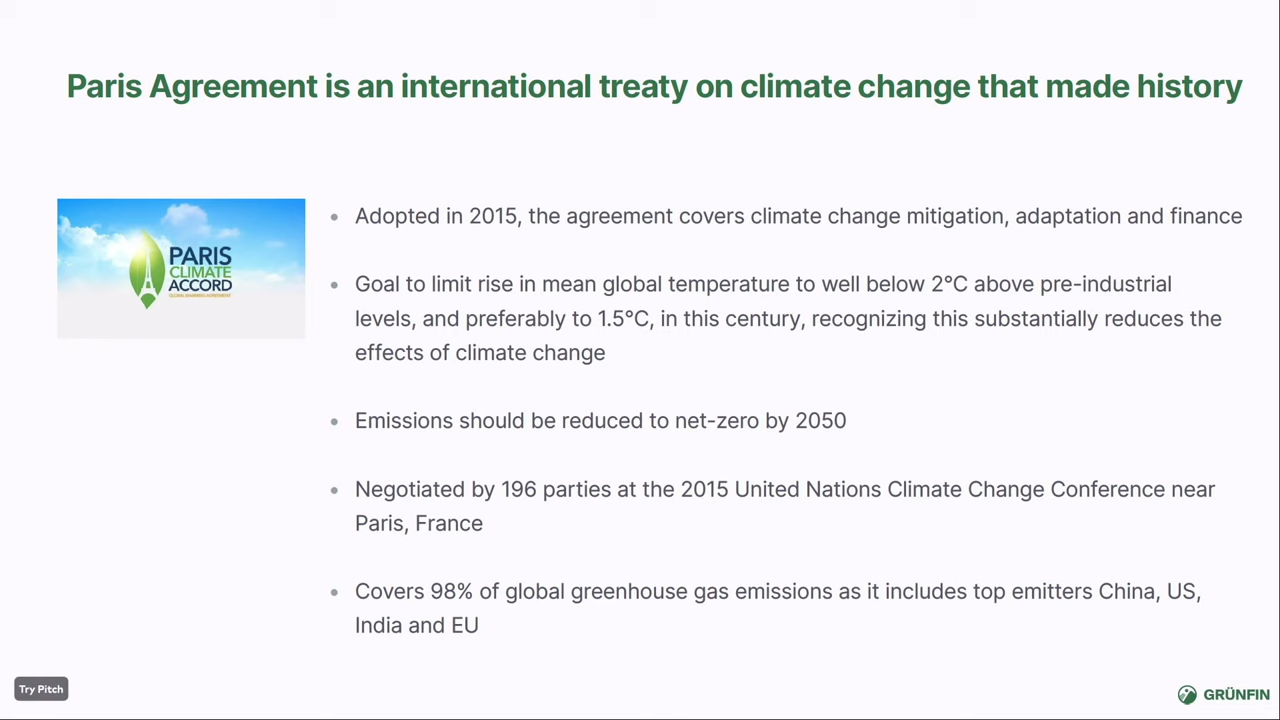 Paris Agreement is an international treaty on climate change that made history
PARIS
CLIMATE
ACCORD
GLOBAL WARMING AGREEMENT
• Adopted in 2015, the agreement covers climate change mitigation, adaptation and finance
• Goal to limit rise in mean global temperature to well below 2°C above pre-industrial
levels, and preferably to 1.5°C, in this century, recognizing this substantially reduces the
effects of climate change
• Emissions should be reduced to net-zero by 2050
• Negotiated by 196 parties at the 2015 United Nations Climate Change Conference near
Paris, France
• Covers 98% of global greenhouse gas emissions as it includes top emitters China, US,
India and EU
Try Pitch
GRÜNFIN